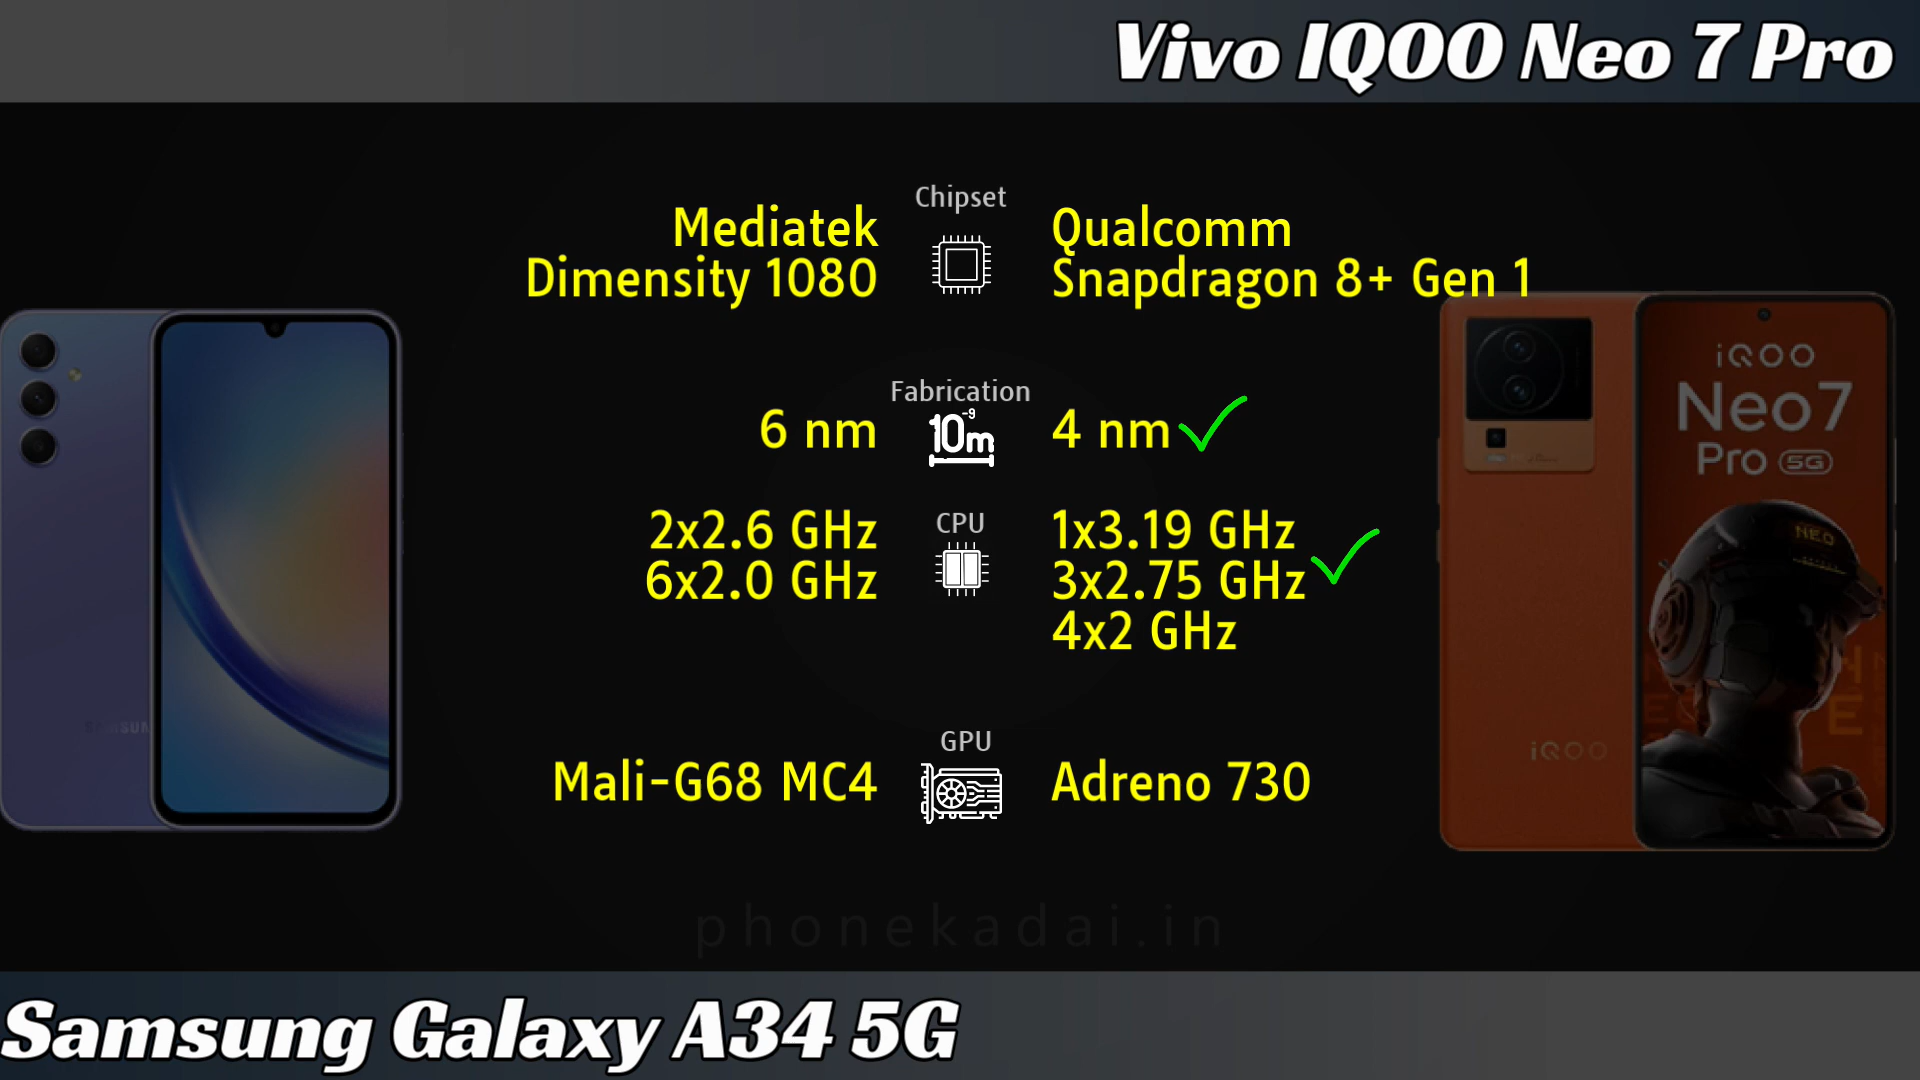 Vivo IQOO Neo 7 Pro
Chipset
Mediatek
Dimensity 1080
Qualcomm
Snapdragon 8+ Gen 1
Fabrication
6 nm
10⁻⁹m
4 nm
CPU
2x2.6 GHz
6x2.0 GHz
1x3.19 GHz
3x2.75 GHz
4x2 GHz
GPU
Mali-G68 MC4
Adreno 730
SAMSUNG
iQOO
iQOO
Neo7
Pro 5G
NEO
phonekadai.in
Samsung Galaxy A34 5G